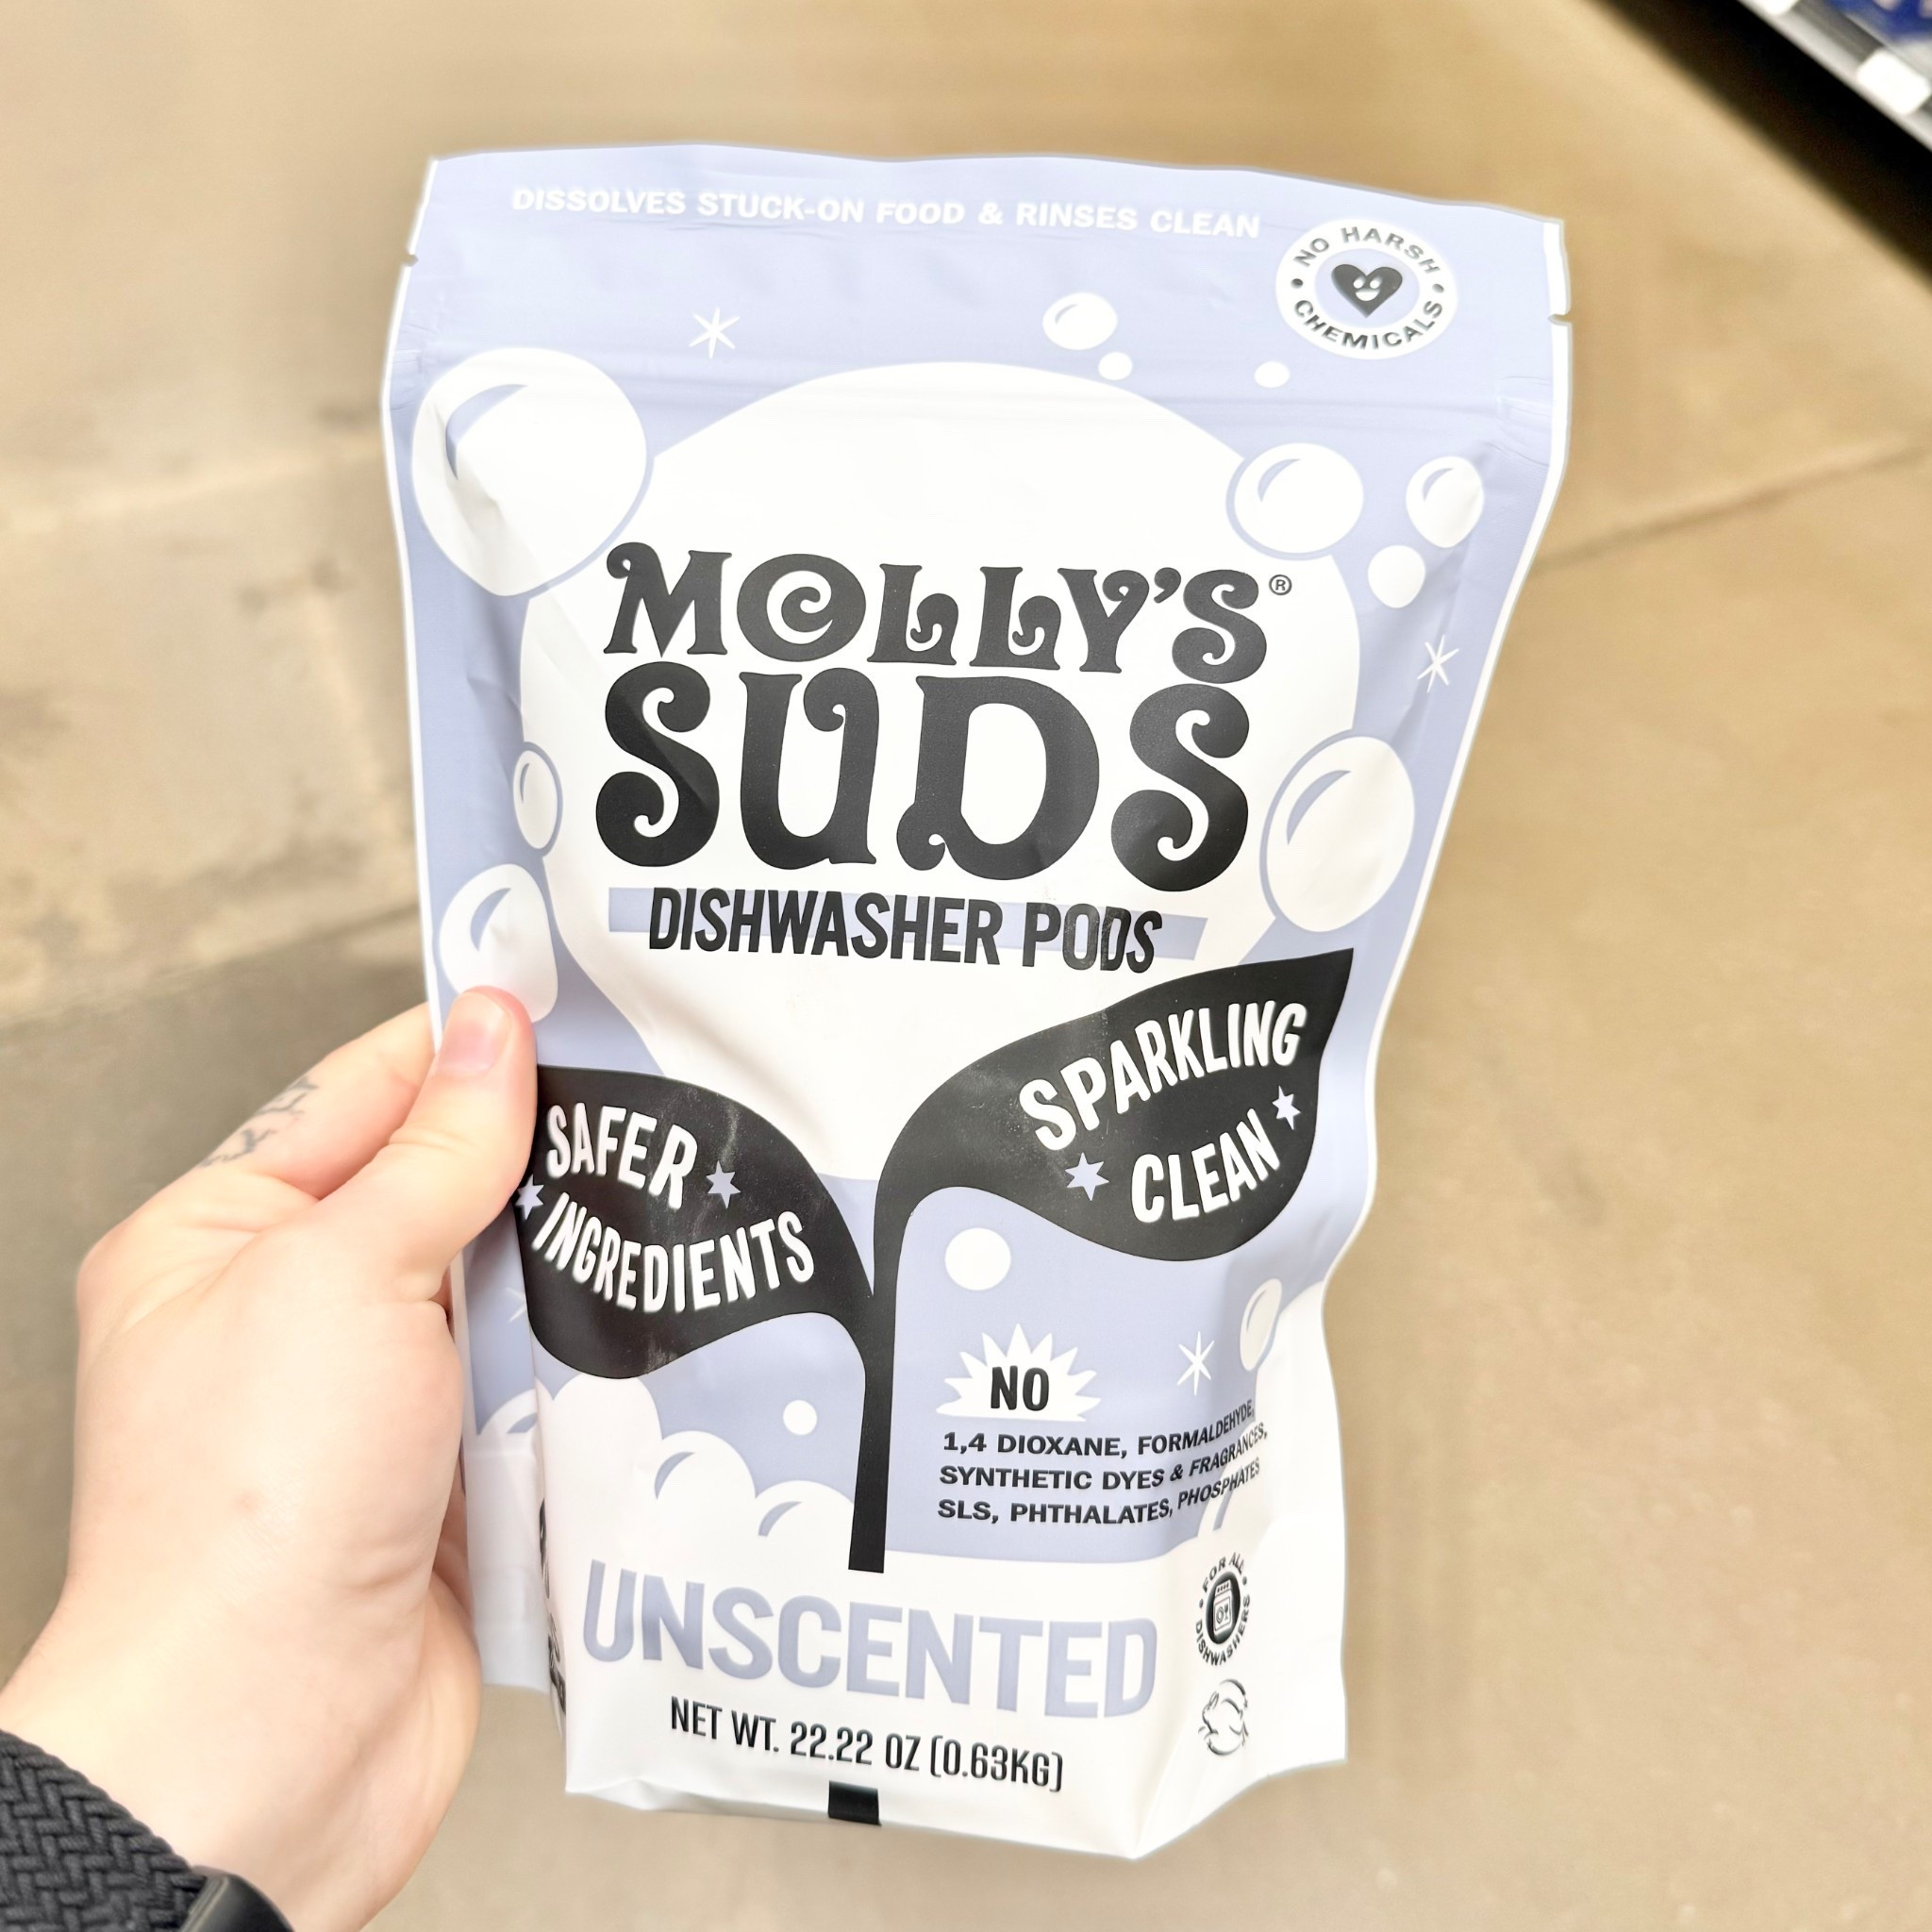 DISSOLVES STUCK-ON FOOD & RINSES CLEAN
NO HARSH
CHEMICALS
MOLLY'S®
SUDS
DISHWASHER PODS
SPARKLING
CLEAN
SAFER
INGREDIENTS
NO
1,4 DIOXANE, FORMALDEHYDE,
SYNTHETIC DYES & FRAGRANCES,
SLS, PHTHALATES, PHOSPHATES
FOR ALL
DISHWASHERS
UNSCENTED
NET WT. 22.22 OZ (0.63KG)